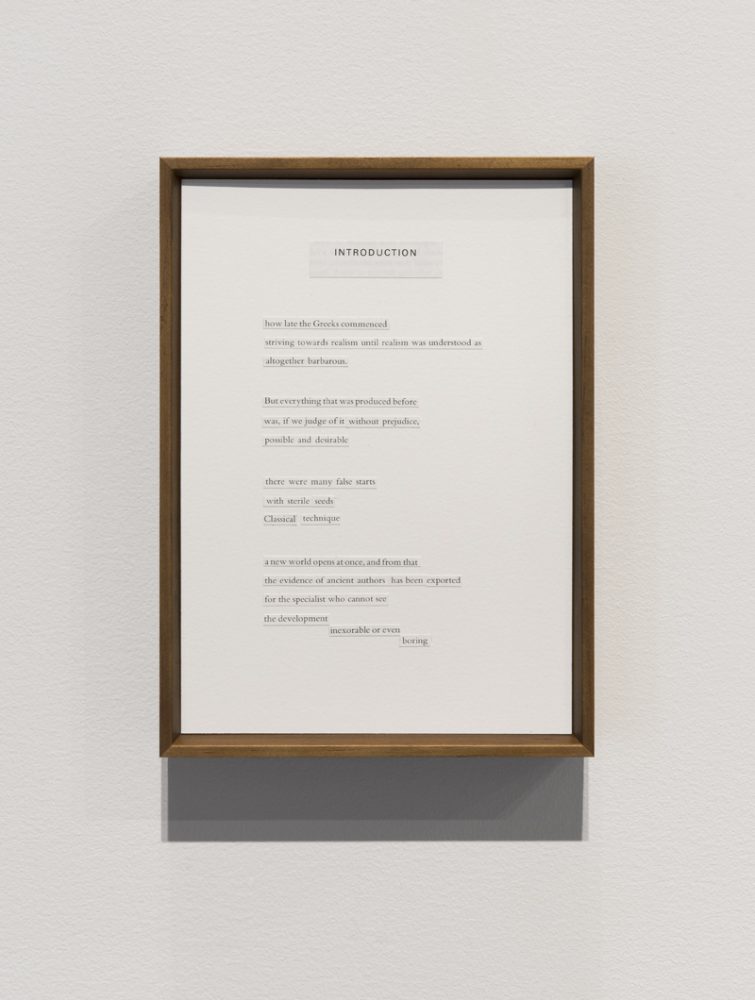 INTRODUCTION
how late the Greeks commenced
striving towards realism until realism was understood as
altogether barbarous.
But everything that was produced before
was, if we judge of it without prejudice,
possible and desirable
there were many false starts
with sterile seeds
Classical technique
a new world opens at once, and from that
the evidence of ancient authors has been exported
for the specialist who cannot see
the development
inexorable or even
boring